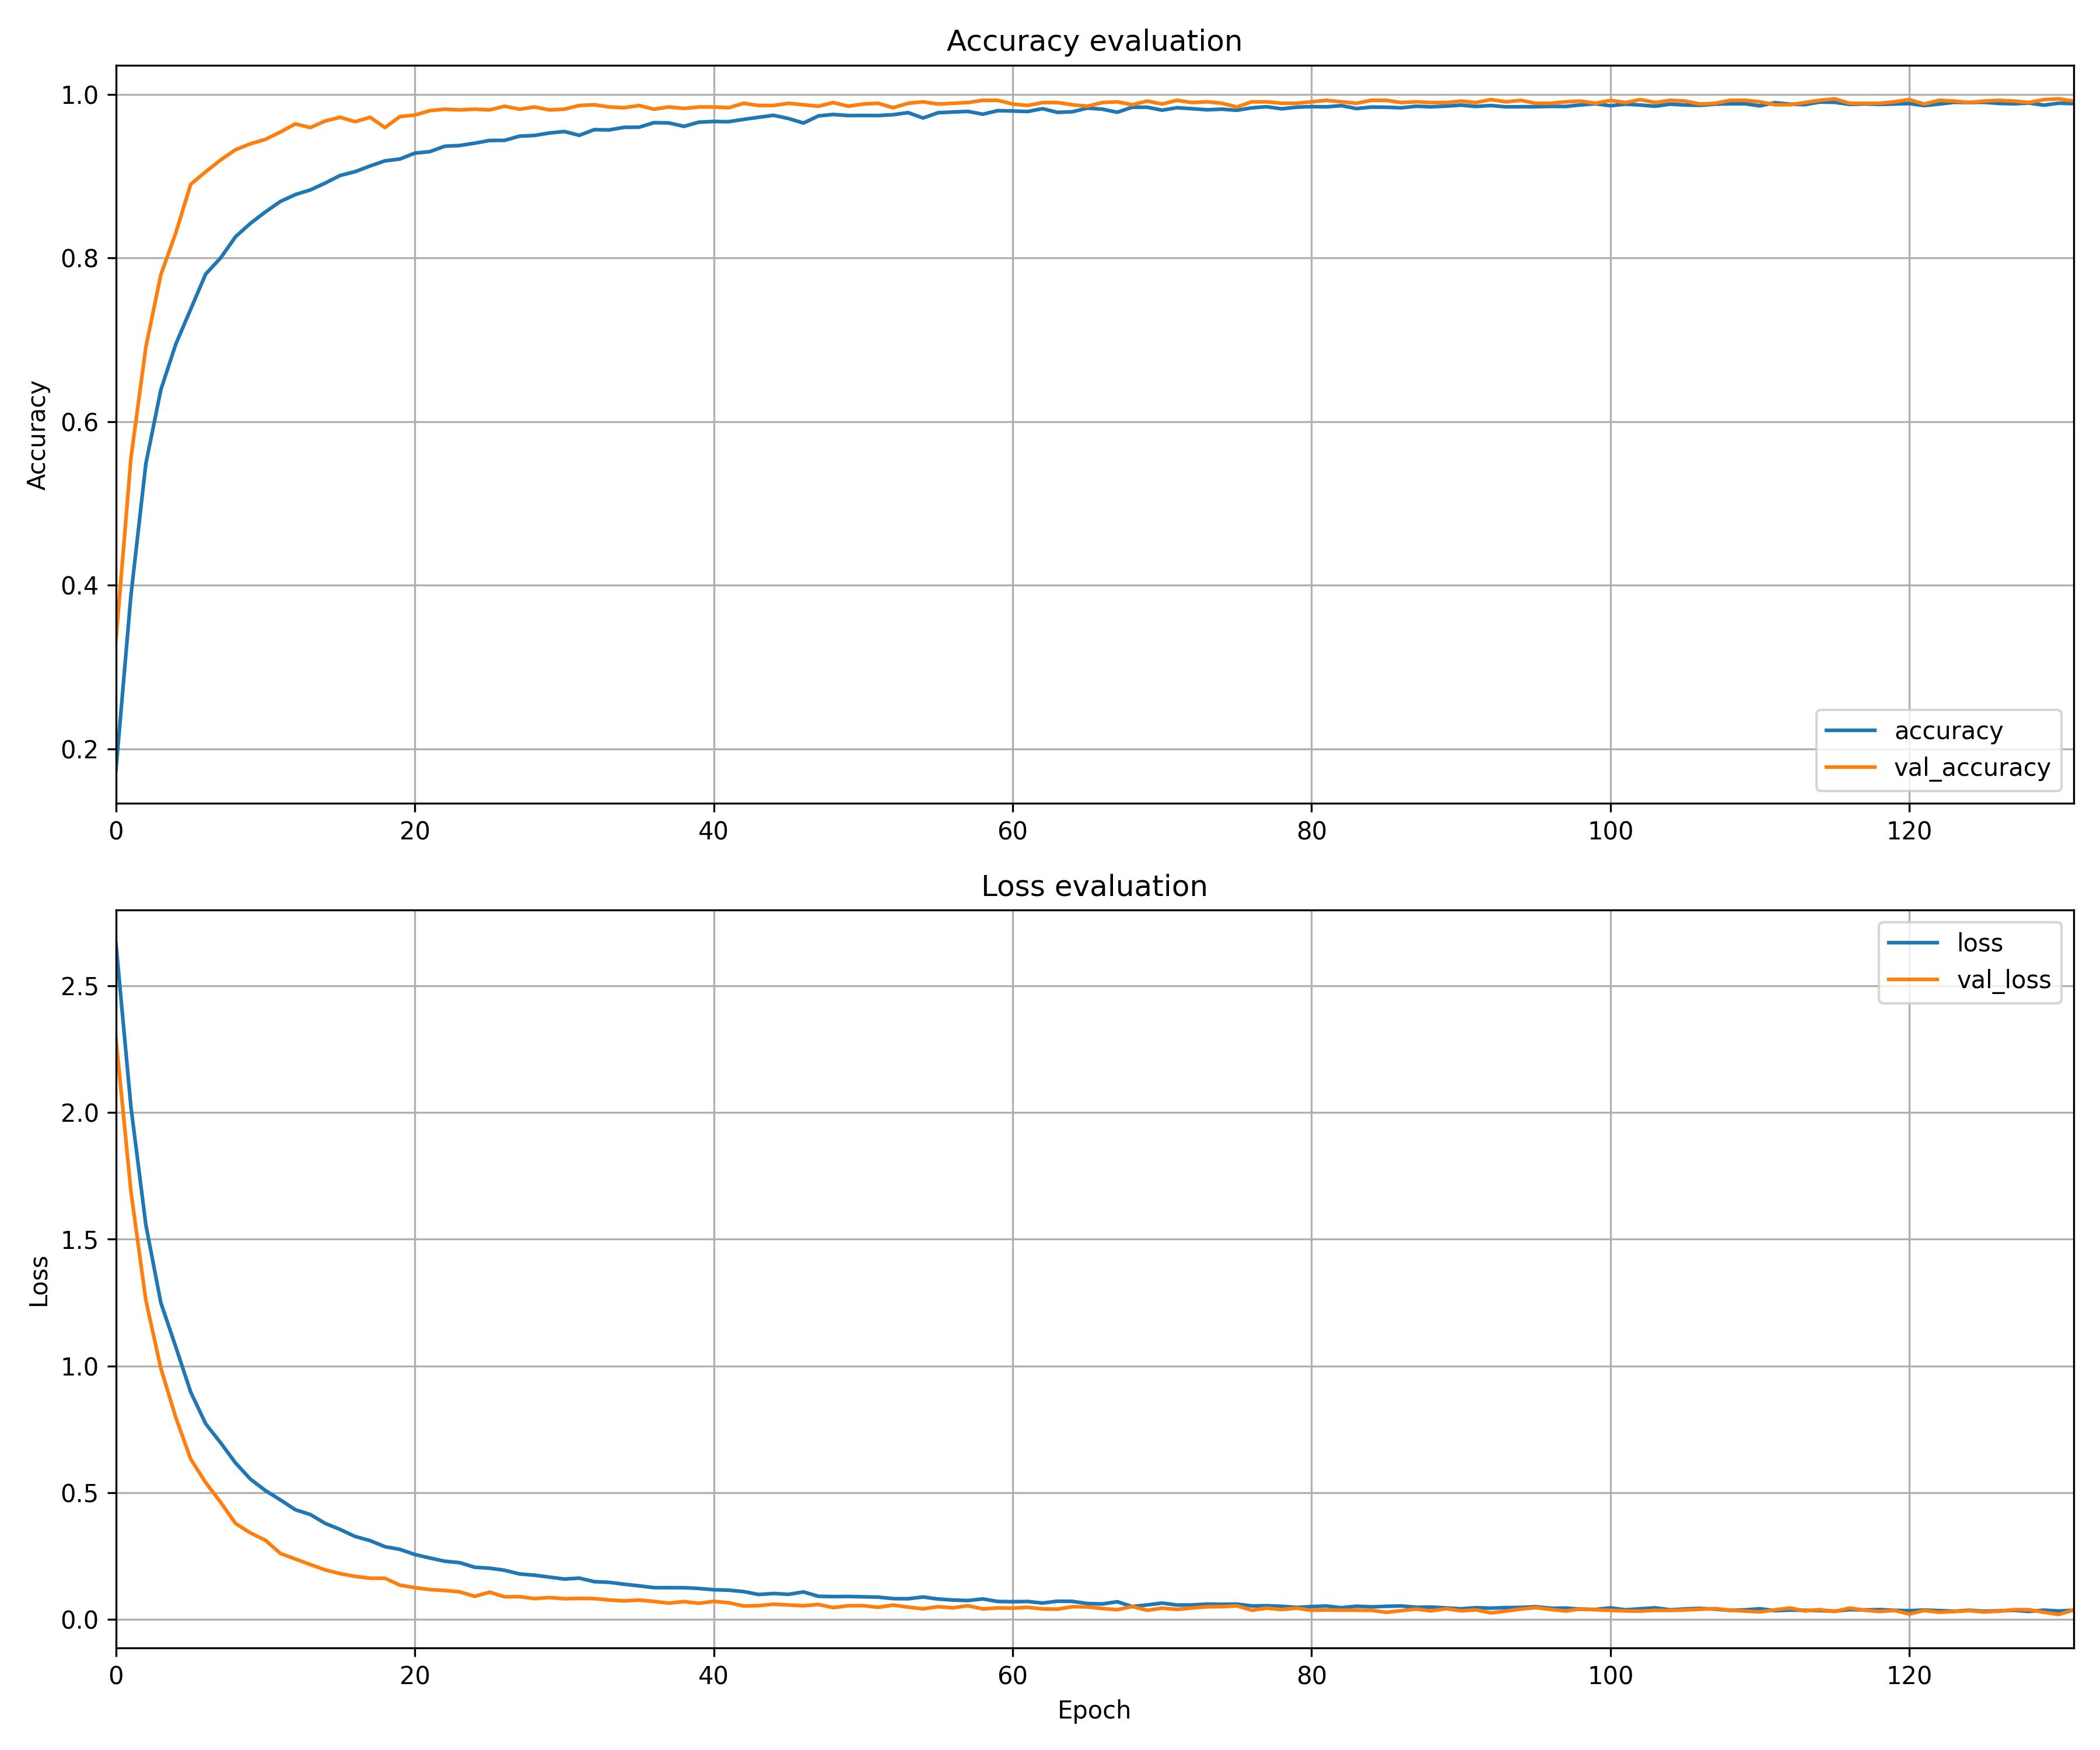 Accuracy evaluation
1.0
0.8
0.6
0.4
0.2
Accuracy
accuracy
val_accuracy
0 20 40 60 80 100 120
Loss evaluation
2.5
2.0
1.5
1.0
0.5
0.0
Loss
loss
val_loss
0 20 40 60 80 100 120
Epoch